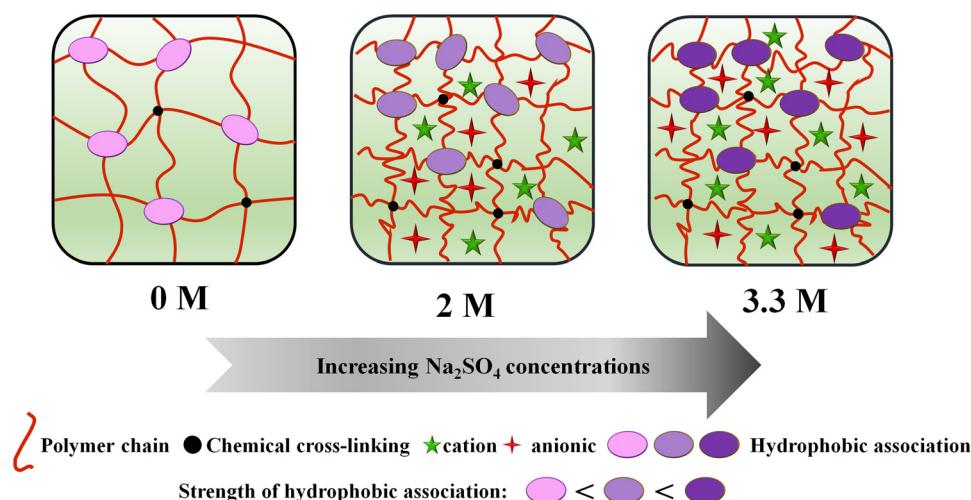 0 M 2 M 3.3 M
Increasing Na₂SO₄ concentrations
Polymer chain Chemical cross-linking cation anionic Hydrophobic association
Strength of hydrophobic association: < <